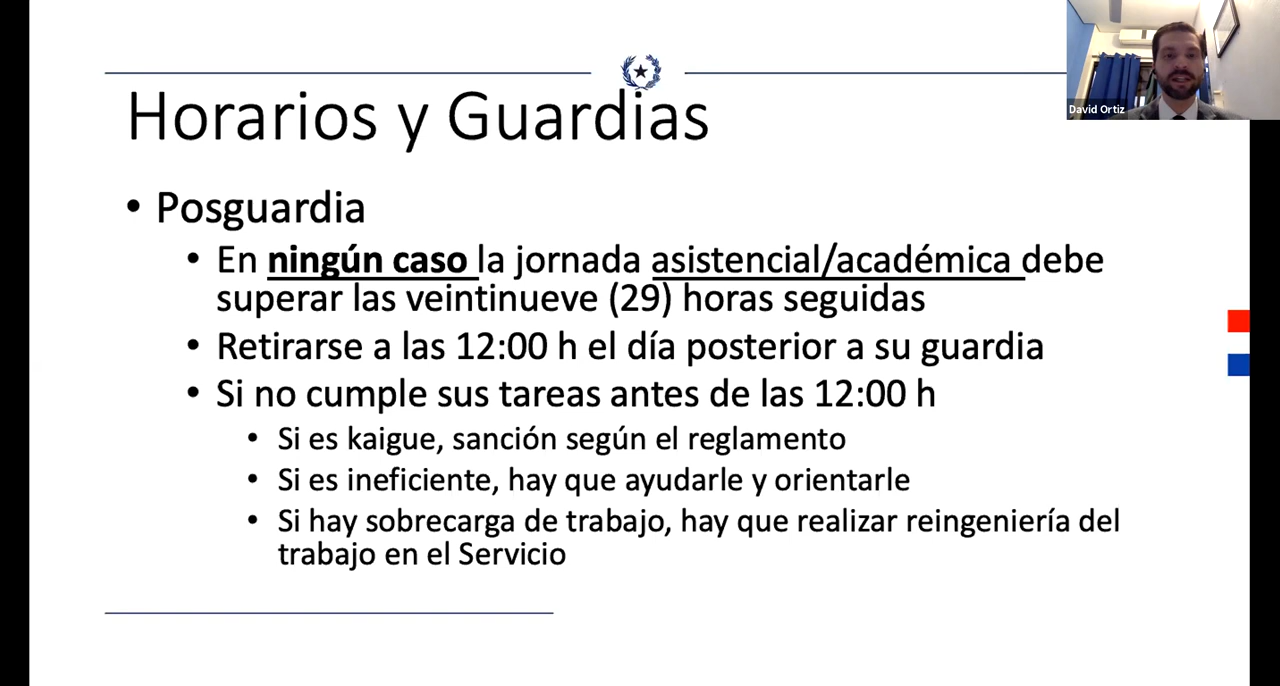 David Ortiz
Horarios y Guardias
• Posguardia
• En ningún caso la jornada asistencial/académica debe
superar las veintinueve (29) horas seguidas
• Retirarse a las 12:00 h el día posterior a su guardia
• Si no cumple sus tareas antes de las 12:00 h
• Si es kaigue, sanción según el reglamento
• Si es ineficiente, hay que ayudarle y orientarle
• Si hay sobrecarga de trabajo, hay que realizar reingeniería del
trabajo en el Servicio